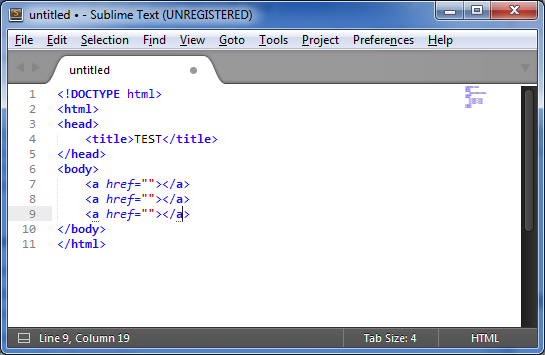 untitled • - Sublime Text (UNREGISTERED)
File Edit Selection Find View Goto Tools Project Preferences Help
untitled
1 <!DOCTYPE html>
2 <html>
3 <head>
4     <title>TEST</title>
5 </head>
6 <body>
7     <a href=""></a>
8     <a href=""></a>
9     <a href=""></a>
10 </body>
11 </html>
Line 9, Column 19 Tab Size: 4 HTML